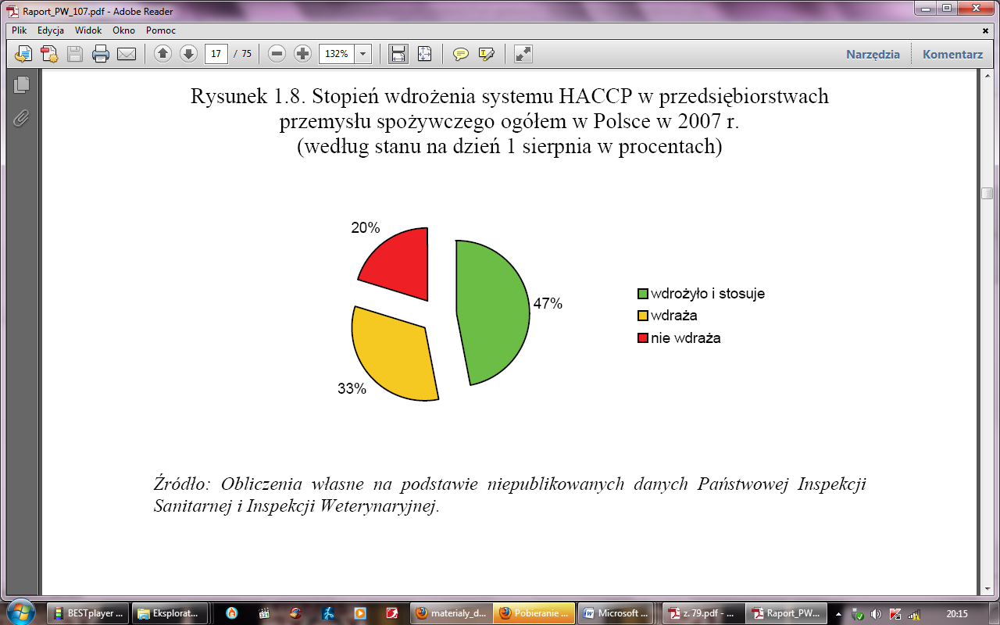 Raport_PW_107.pdf - Adobe Reader
Plik Edycja Widok Okno Pomoc
17 / 75 132% Narzędzia Komentarz
Rysunek 1.8. Stopień wdrożenia systemu HACCP w przedsiębiorstwach
przemysłu spożywczego ogółem w Polsce w 2007 r.
(według stanu na dzień 1 sierpnia w procentach)
20%
47%
33%
wdrożyło i stosuje
wdraża
nie wdraża
Źródło: Obliczenia własne na podstawie niepublikowanych danych Państwowej Inspekcji
Sanitarnej i Inspekcji Weterynaryjnej.
BESTplayer ... Eksplorat... materialy_d... Pobieranie ... Microsoft ... z. 79.pdf - ... Raport_PW... 20:15